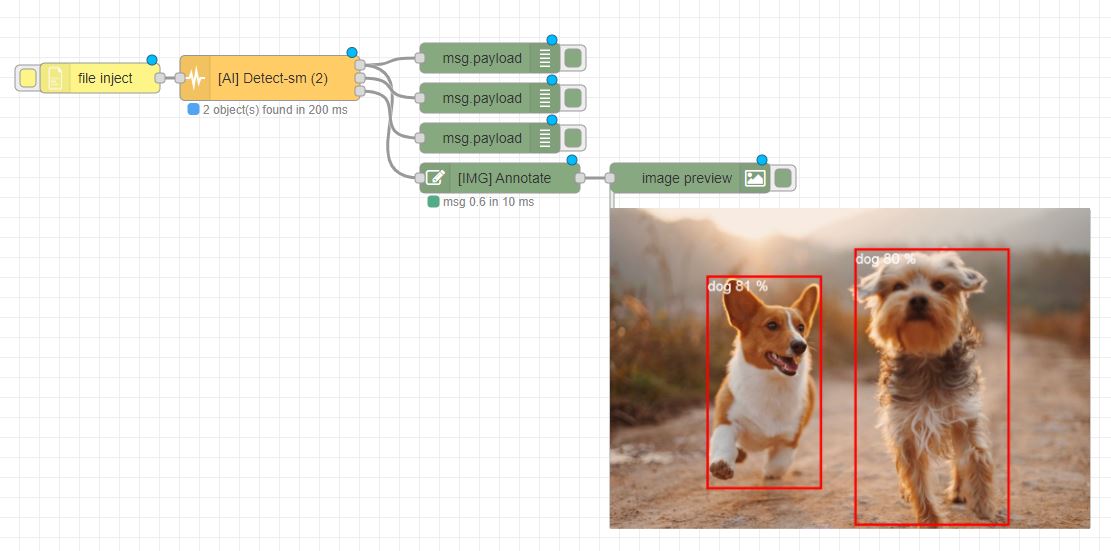 file inject
[AI] Detect-sm (2)
2 object(s) found in 200 ms
msg.payload
msg.payload
msg.payload
[IMG] Annotate
msg 0.6 in 10 ms
image preview
dog 81 %
dog 80 %